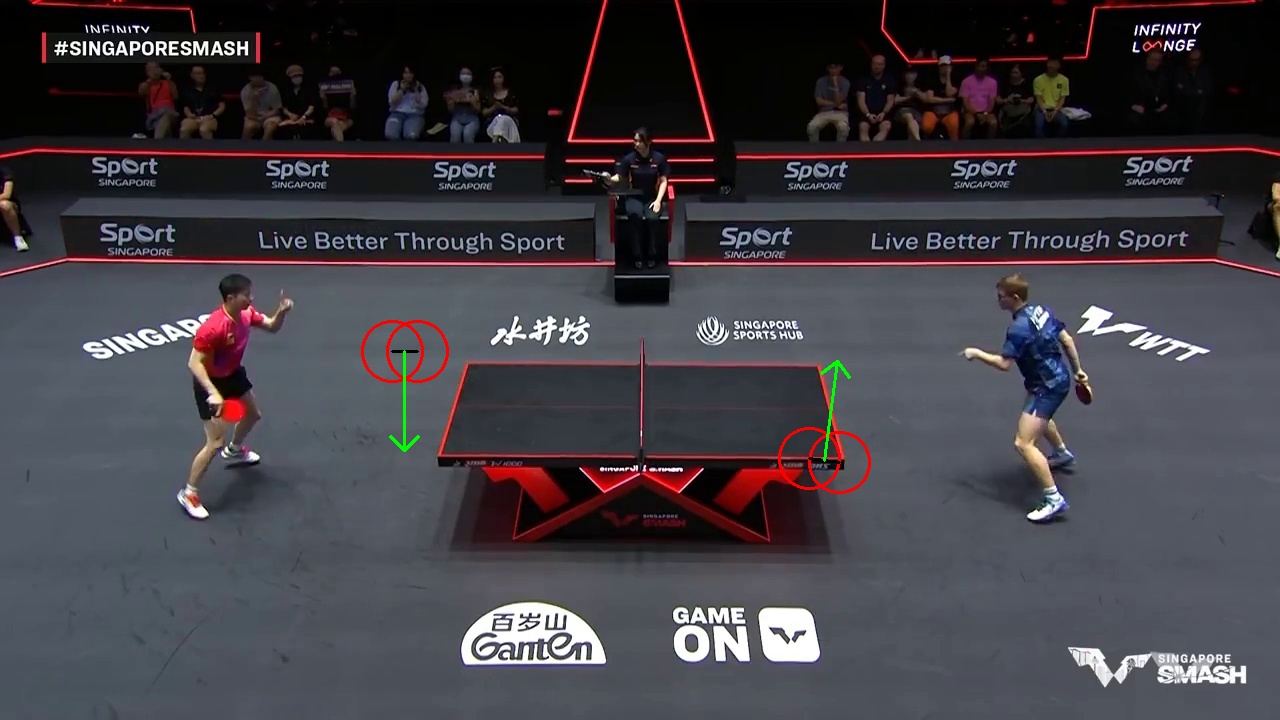 INFINITY
#SINGAPORESMASH
INFINITY
LOUNGE
Sport
SINGAPORE
Sport
SINGAPORE
Sport
SINGAPORE
Sport
SINGAPORE
Sport
SINGAPORE
Sport
SINGAPORE
Sport
SINGAPORE
Live Better Through Sport
Sport
SINGAPORE
Live Better Through Sport
SINGAPO
水井坊
SINGAPORE
SPORTS HUB
WTT
SINGAPORE
SMASH
百岁山
Ganten
GAME
ON
SINGAPORE
SMASH